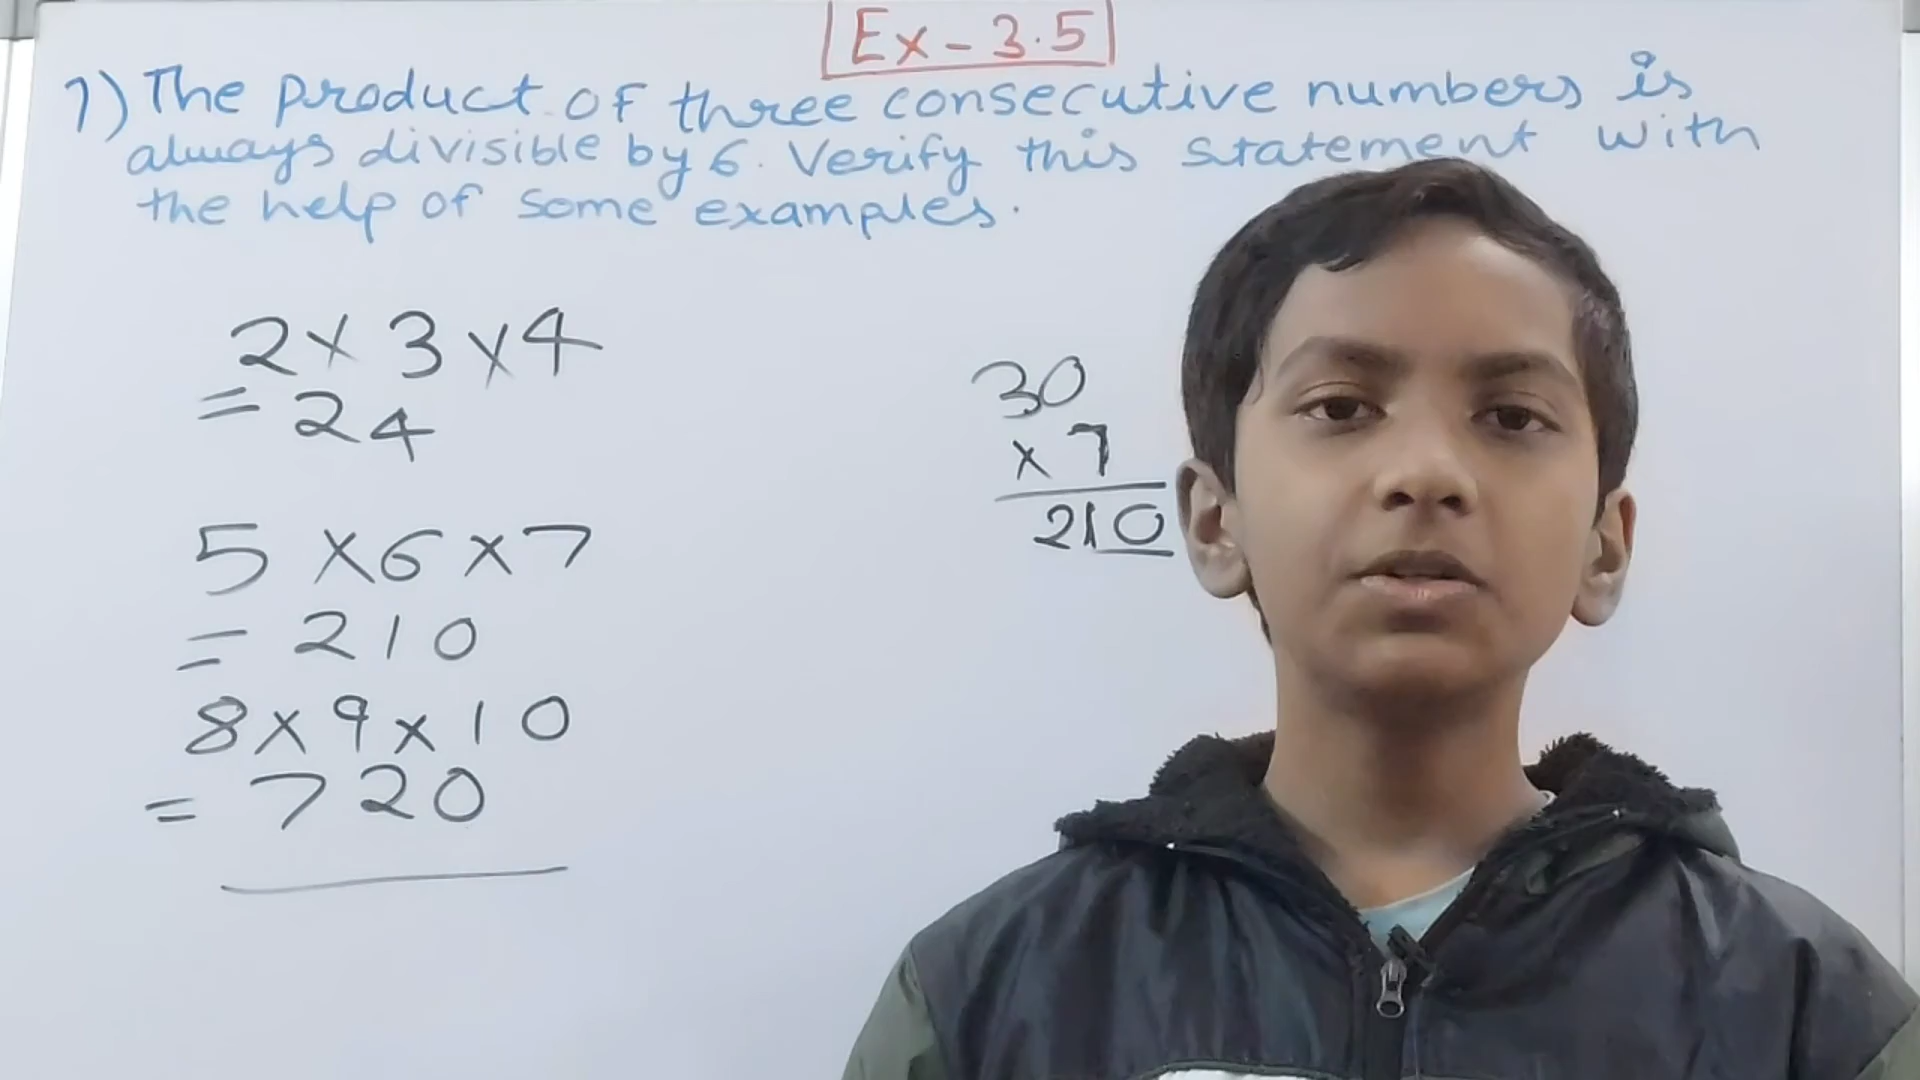 Ex - 3.5
7) The product of three consecutive numbers is
always divisible by 6. Verify this statement with
the help of some examples.
2 x 3 x 4
= 24
5 x 6 x 7
= 210
8 x 9 x 10
= 720
30
x 7
210